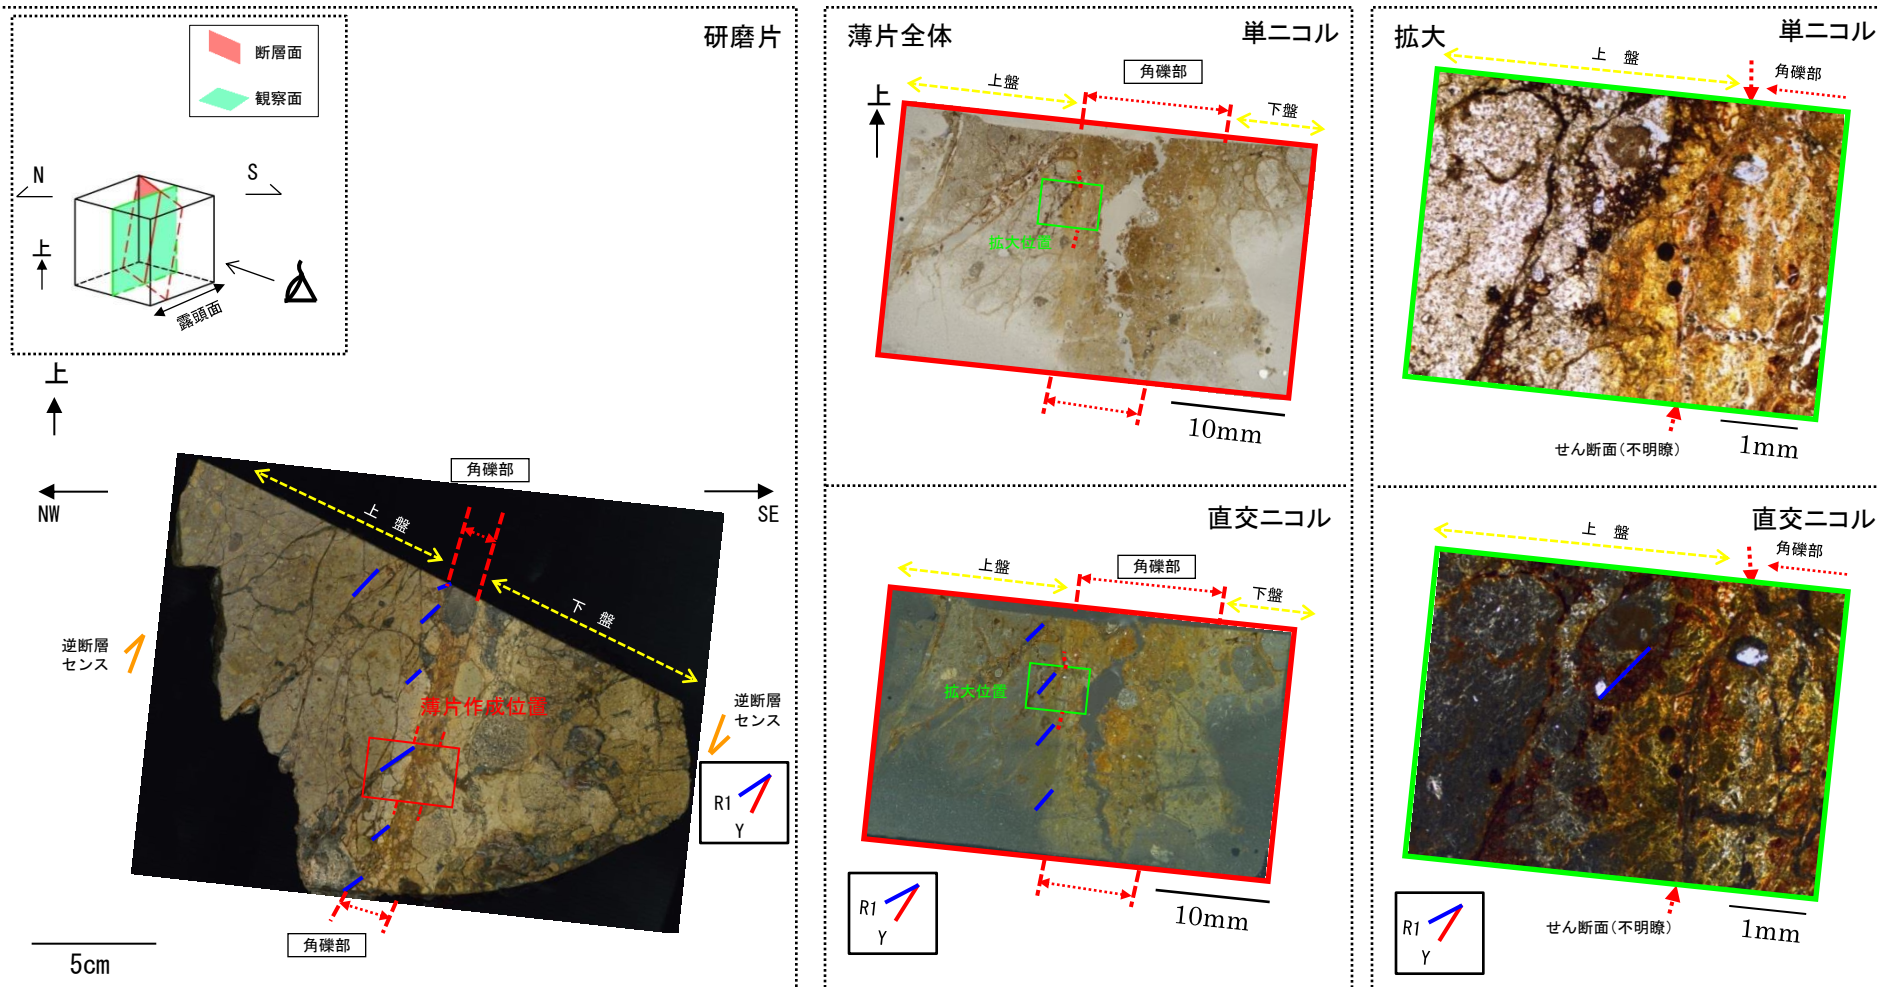 研磨片
断層面
観察面
N
S
上
露頭面
上
NW
SE
角礫部
上 盤
下 盤
逆断層
センス
薄片作成位置
逆断層
センス
R1
Y
角礫部
5cm
薄片全体
単ニコル
上
上盤
角礫部
下盤
拡大位置
10mm
直交ニコル
上盤
角礫部
下盤
拡大位置
R1
Y
10mm
拡大
単ニコル
上 盤
角礫部
せん断面(不明瞭)
1mm
直交ニコル
上 盤
角礫部
R1
Y
せん断面(不明瞭)
1mm